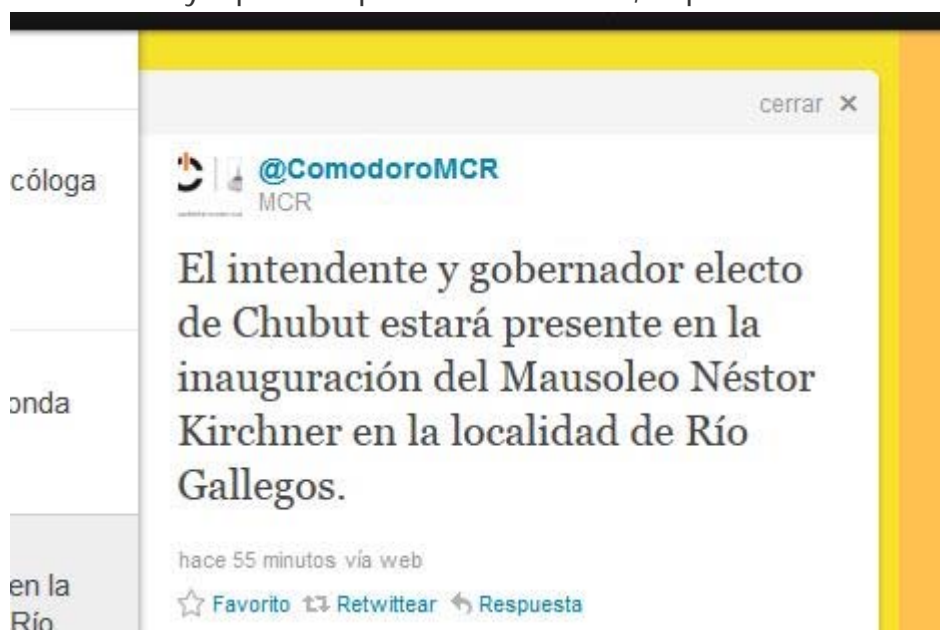 cerrar ×
cóloga
@ComodoroMCR
MCR
El intendente y gobernador electo
de Chubut estará presente en la
inauguración del Mausoleo Néstor
onda
Kirchner en la localidad de Río
Gallegos.
hace 55 minutos vía web
en la
Favorito Retwittear Respuesta
Río